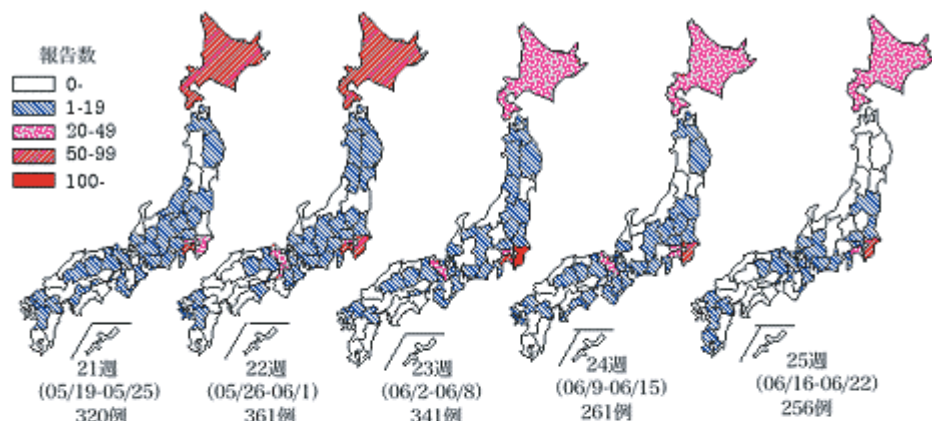 報告数
0-
1-19
20-49
50-99
100-
21週
(05/19-05/25)
320例
22週
(05/26-06/1)
361例
23週
(06/2-06/8)
341例
24週
(06/9-06/15)
261例
25週
(06/16-06/22)
256例